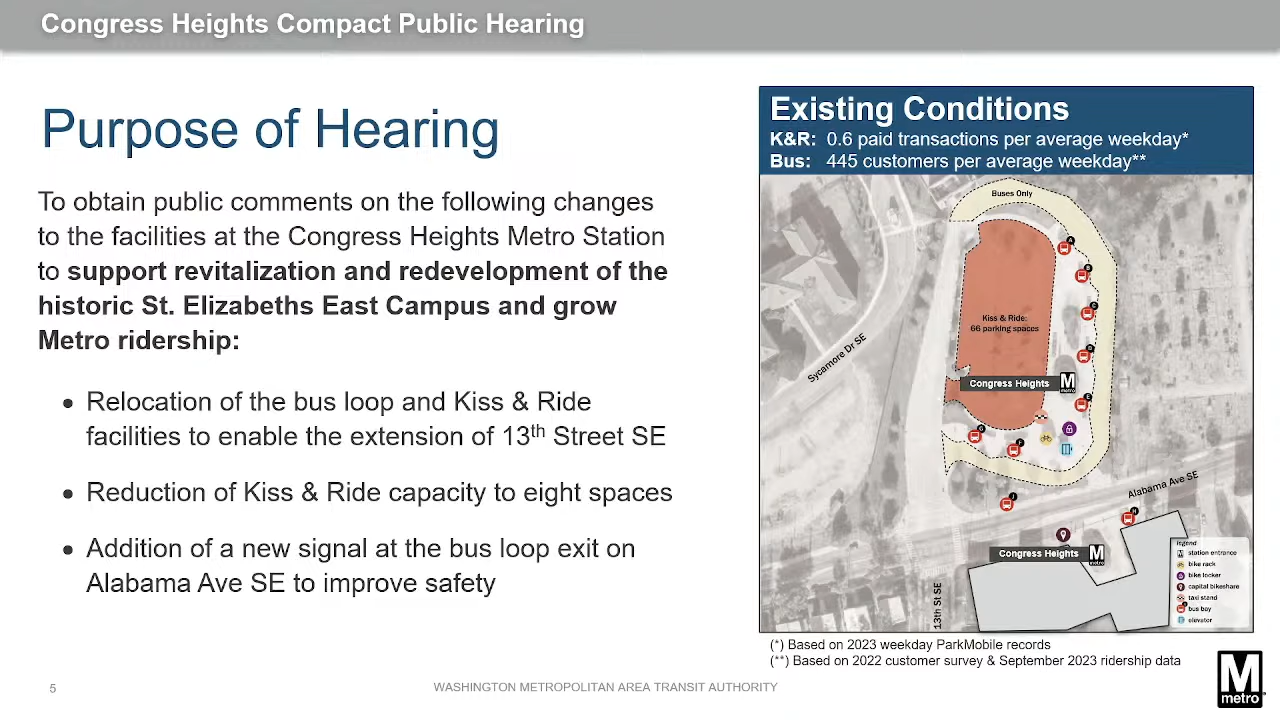 Congress Heights Compact Public Hearing
Purpose of Hearing
To obtain public comments on the following changes
to the facilities at the Congress Heights Metro Station
to support revitalization and redevelopment of the
historic St. Elizabeths East Campus and grow
Metro ridership:
• Relocation of the bus loop and Kiss & Ride
facilities to enable the extension of 13th Street SE
• Reduction of Kiss & Ride capacity to eight spaces
• Addition of a new signal at the bus loop exit on
Alabama Ave SE to improve safety
Existing Conditions
K&R: 0.6 paid transactions per average weekday*
Bus: 445 customers per average weekday**
Buses Only
A
B
C
Kiss & Ride:
66 parking spaces
Sycamore Dr SE
D
Congress Heights M
metro
E
G
F
Alabama Ave SE
J
H
Congress Heights M
metro
13th St SE
legend
station entrance
bike rack
bike locker
capital bikeshare
taxi stand
bus bay
elevator
(*) Based on 2023 weekday ParkMobile records
(**) Based on 2022 customer survey & September 2023 ridership data
5
WASHINGTON METROPOLITAN AREA TRANSIT AUTHORITY
M
metro